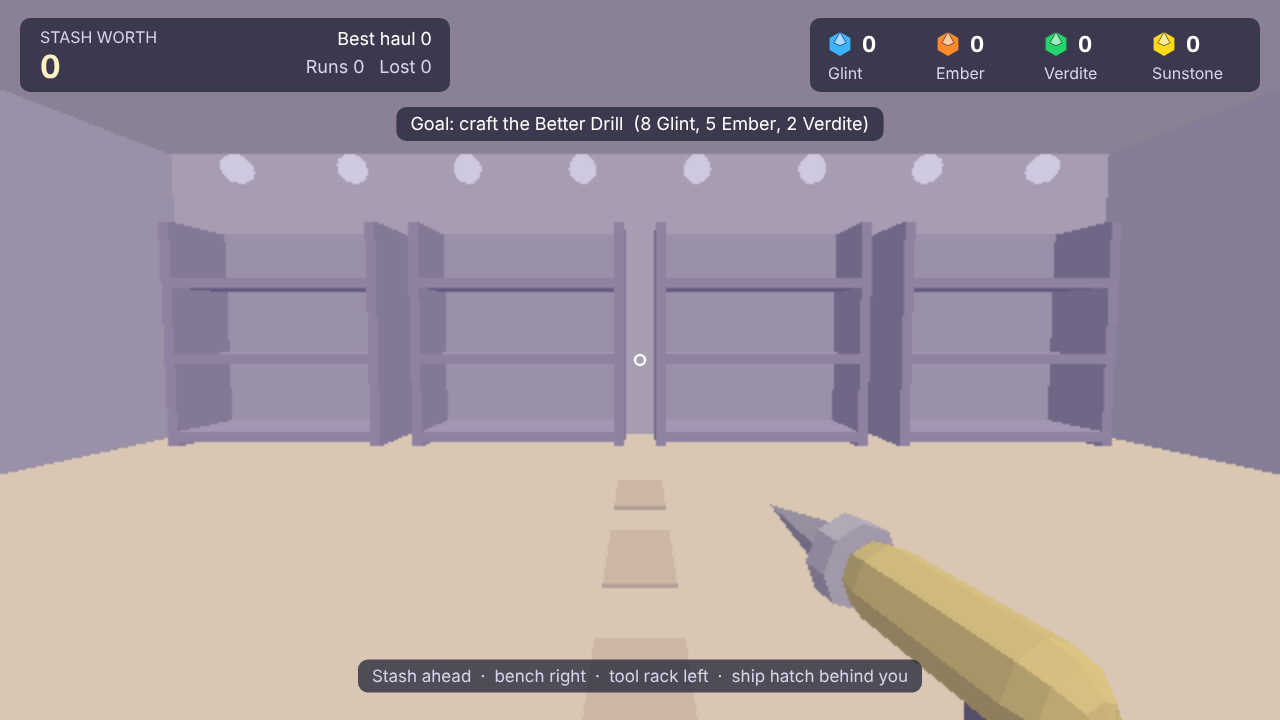 STASH WORTH
0
Best haul 0
Runs 0 Lost 0
0 0 0 0
Glint Ember Verdite Sunstone
Goal: craft the Better Drill (8 Glint, 5 Ember, 2 Verdite)
Stash ahead · bench right · tool rack left · ship hatch behind you